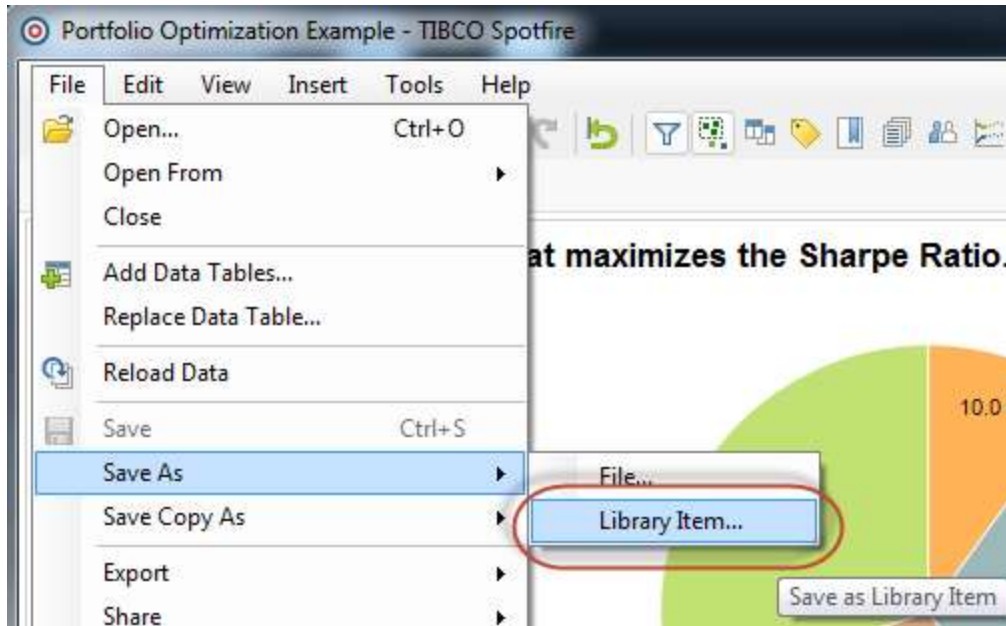 Portfolio Optimization Example - TIBCO Spotfire
File Edit View Insert Tools Help
Open... Ctrl+O
Open From
Close
at maximizes the Sharpe Ratio.
Add Data Tables...
Replace Data Table...
Reload Data
10.0
Save Ctrl+S
Save As
File...
Save Copy As
Library Item...
Export
Save as Library Item
Share